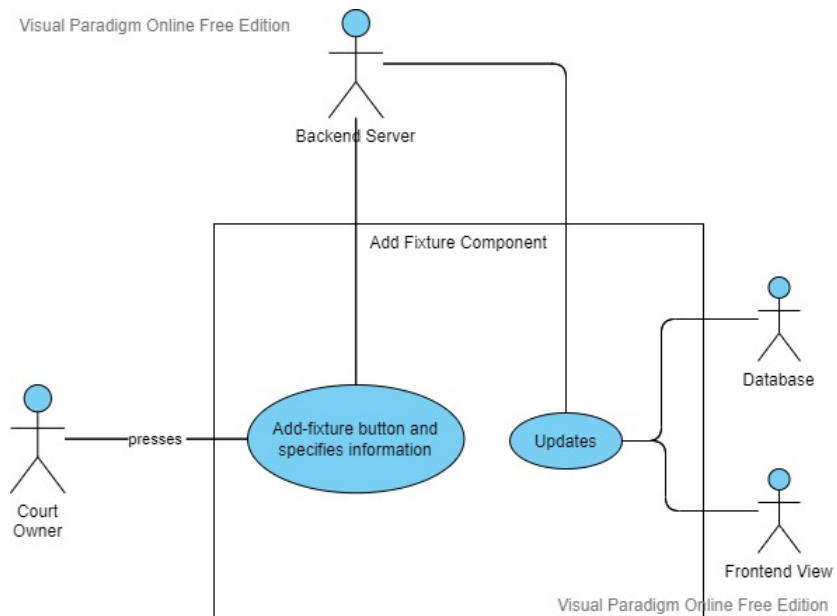 Visual Paradigm Online Free Edition
Backend Server
Add Fixture Component
Database
presses
Add-fixture button and
specifies information
Updates
Court
Owner
Frontend View
Visual Paradigm Online Free Edition